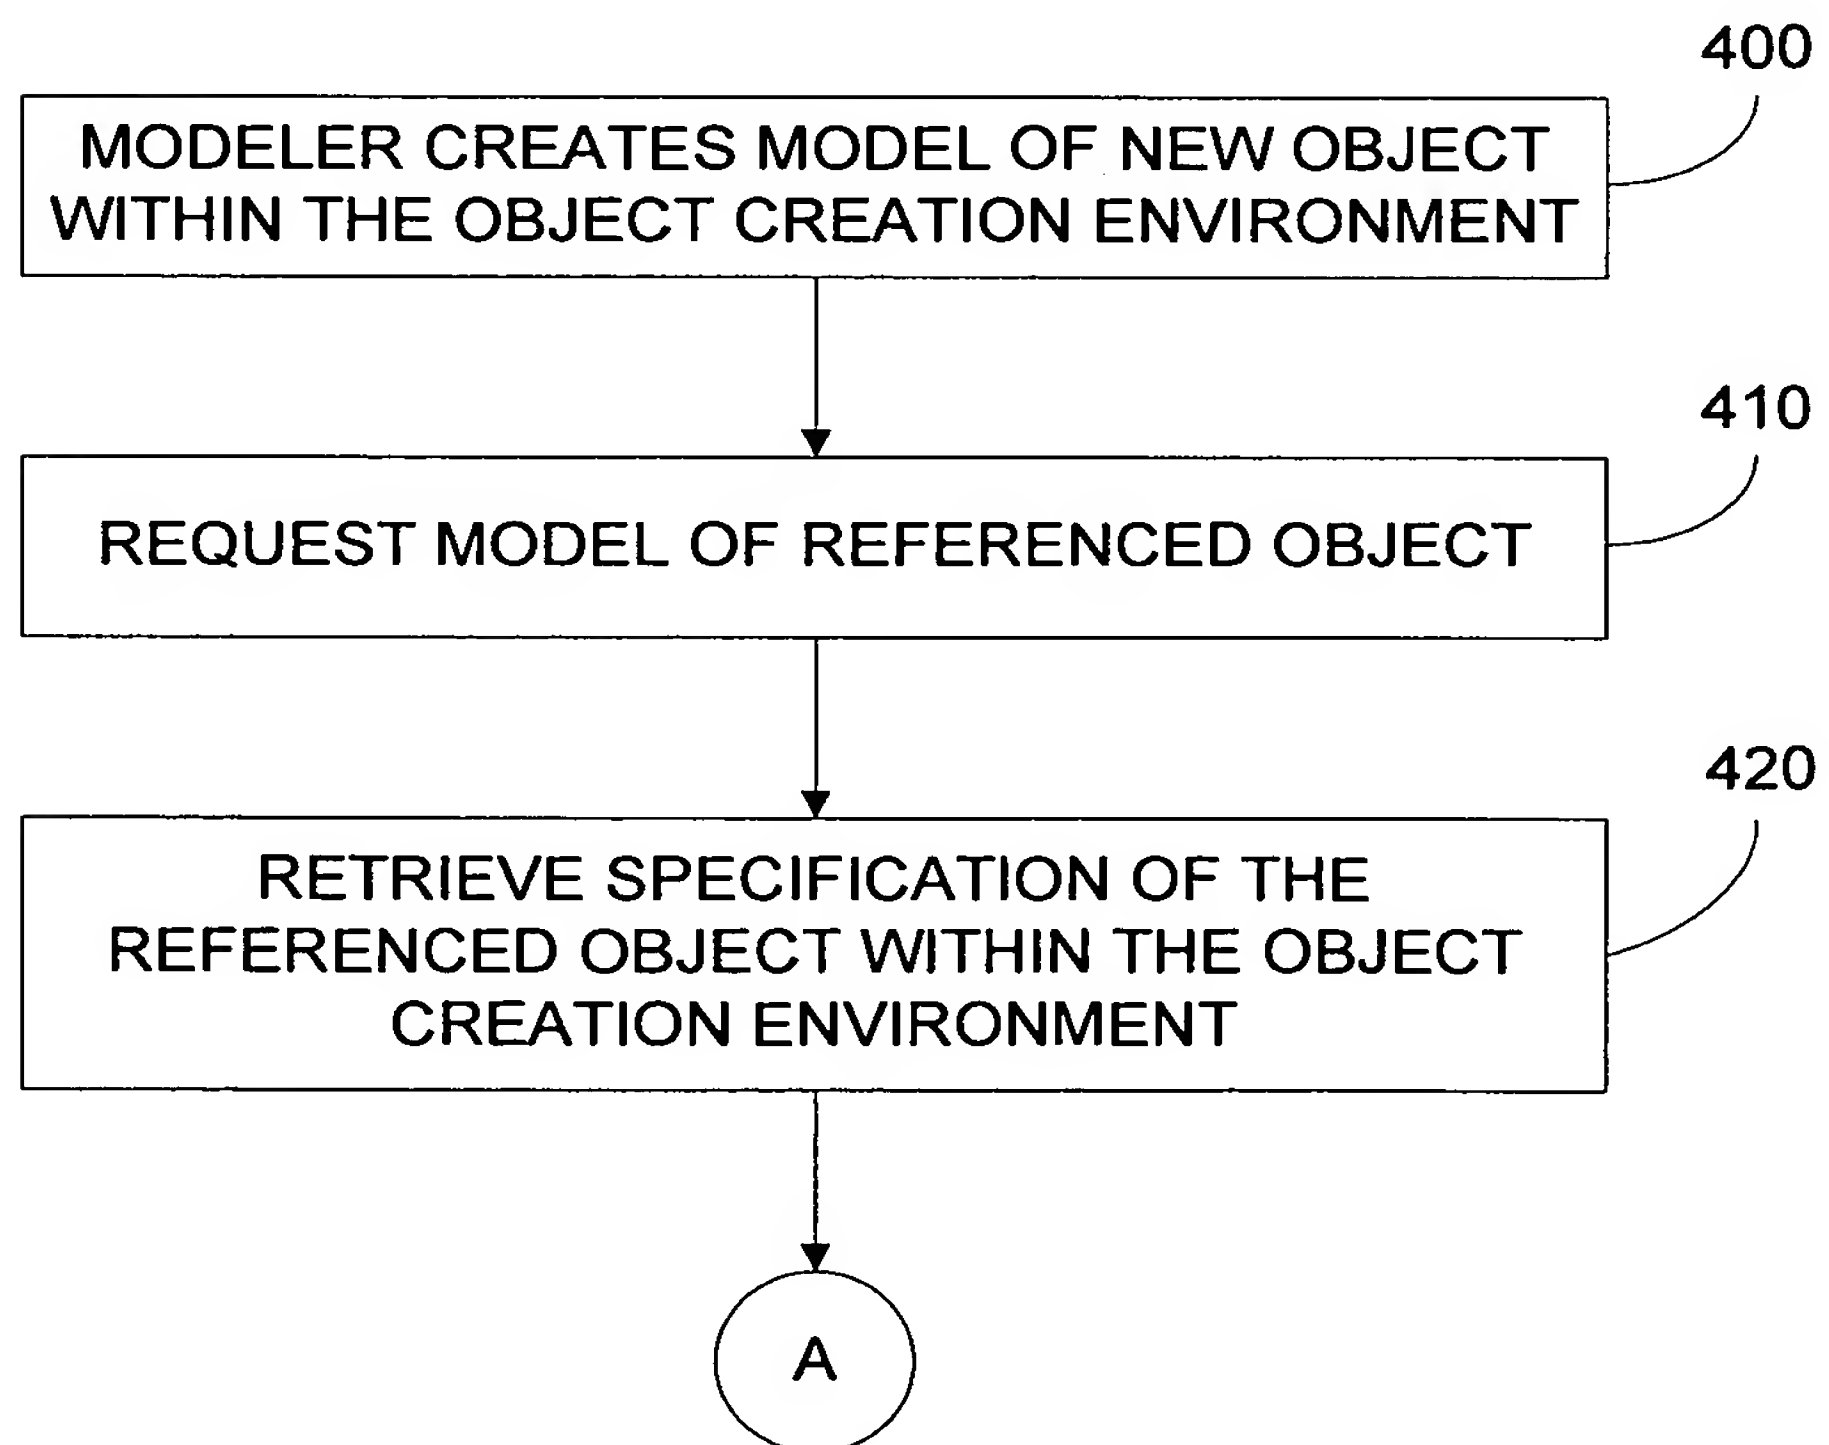 400
MODELER CREATES MODEL OF NEW OBJECT
WITHIN THE OBJECT CREATION ENVIRONMENT
410
REQUEST MODEL OF REFERENCED OBJECT
420
RETRIEVE SPECIFICATION OF THE
REFERENCED OBJECT WITHIN THE OBJECT
CREATION ENVIRONMENT
A